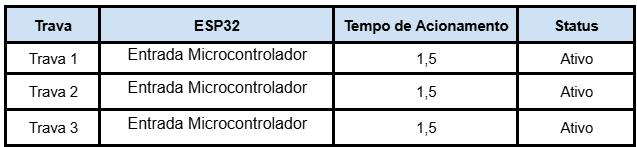 Trava ESP32 Tempo de Acionamento Status
Trava 1 Entrada Microcontrolador 1,5 Ativo
Trava 2 Entrada Microcontrolador 1,5 Ativo
Trava 3 Entrada Microcontrolador 1,5 Ativo